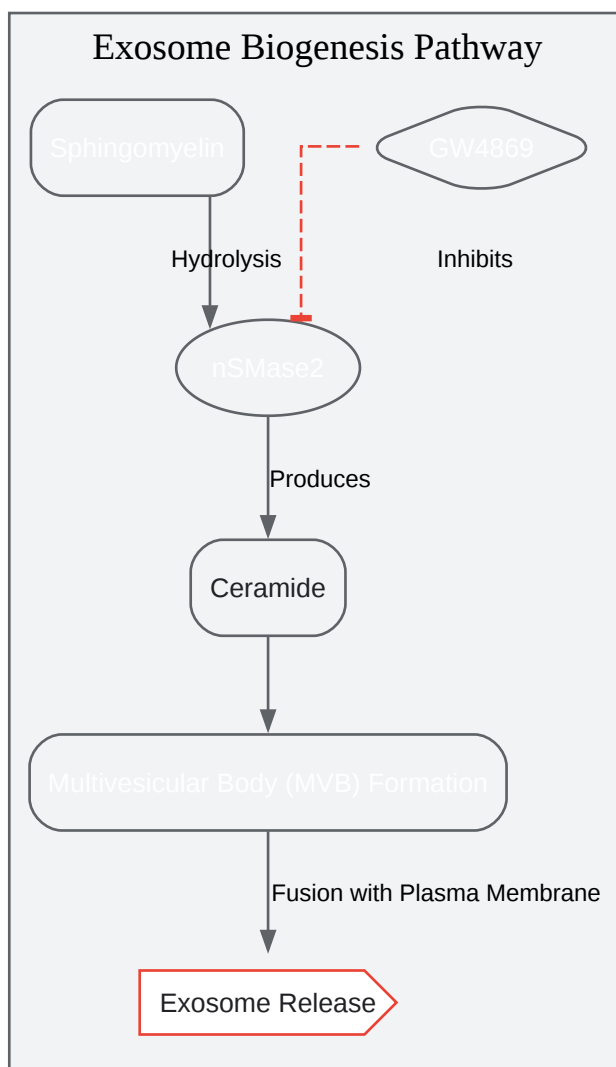 Exosome Biogenesis Pathway
Sphingomyelin
GW4869
Hydrolysis
Inhibits
nSMase2
Produces
Ceramide
Multivesicular Body (MVB) Formation
Fusion with Plasma Membrane
Exosome Release